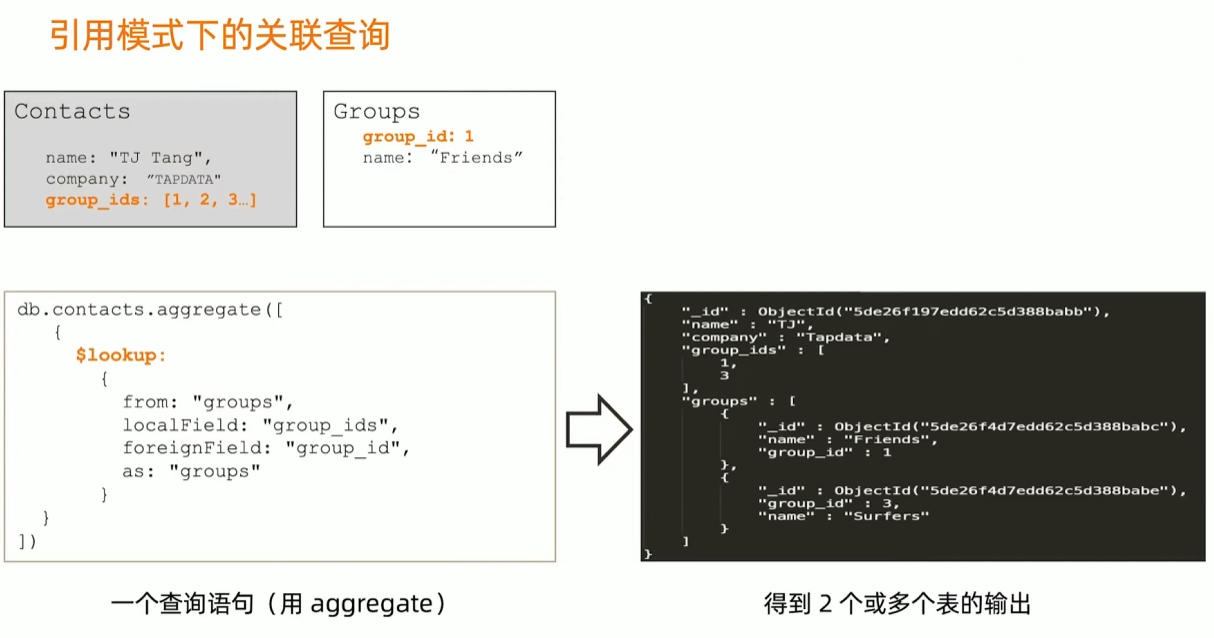 引用模式下的关联查询
Contacts
name: "TJ Tang",
company: ”TAPDATA"
group_ids: [1, 2, 3…]
Groups
group_id: 1
name: “Friends”
db.contacts.aggregate([
{
$lookup:
{
from: "groups",
localField: "group_ids",
foreignField: "group_id",
as: "groups"
}
}
])
一个查询语句（用 aggregate）
{
"_id" : ObjectId("5de26f197edd62c5d388babb"),
"name" : "TJ",
"company" : "Tapdata",
"group_ids" : [
1,
3
],
"groups" : [
{
"_id" : ObjectId("5de26f4d7edd62c5d388babc"),
"name" : "Friends",
"group_id" : 1
},
{
"_id" : ObjectId("5de26f4d7edd62c5d388babe"),
"group_id" : 3,
"name" : "Surfers"
}
]
}
得到 2 个或多个表的输出